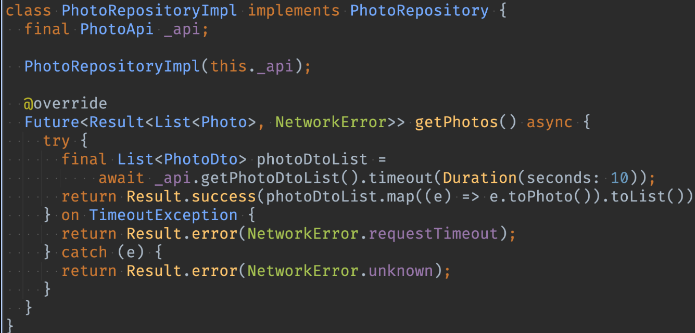 class PhotoRepositoryImpl implements PhotoRepository {
  final PhotoApi _api;

  PhotoRepositoryImpl(this._api);

  @override
  Future<Result<List<Photo>, NetworkError>> getPhotos() async {
    try {
      final List<PhotoDto> photoDtoList =
          await _api.getPhotoDtoList().timeout(Duration(seconds: 10));
      return Result.success(photoDtoList.map((e) => e.toPhoto()).toList())
    } on TimeoutException {
      return Result.error(NetworkError.requestTimeout);
    } catch (e) {
      return Result.error(NetworkError.unknown);
    }
  }
}